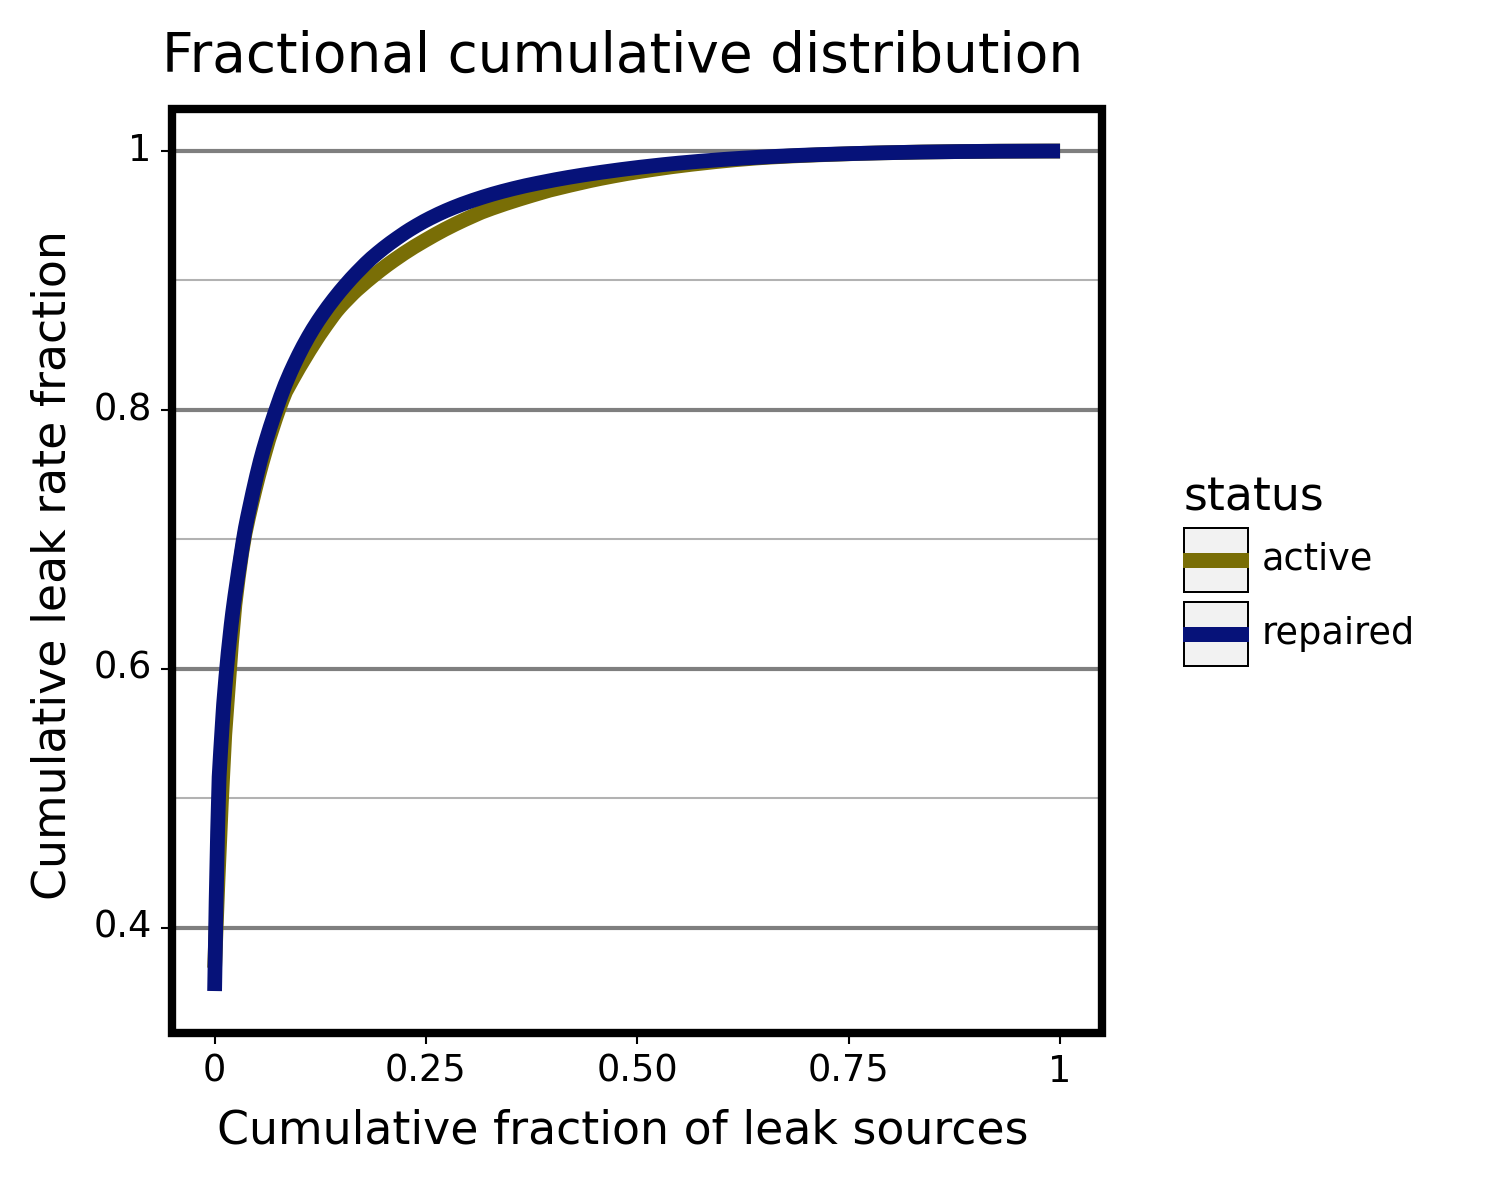 Fractional cumulative distribution
Cumulative leak rate fraction
1
0.8
0.6
0.4
0 0.25 0.50 0.75 1
Cumulative fraction of leak sources
status
active
repaired